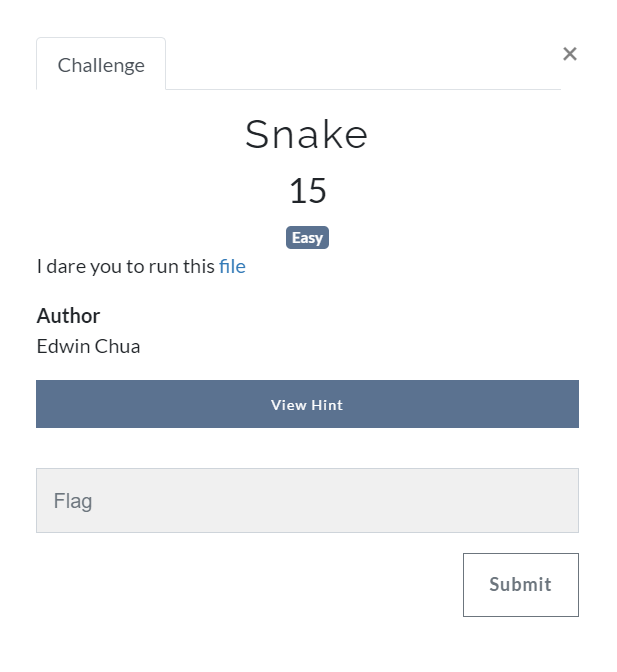 Challenge
×
Snake
15
Easy
I dare you to run this file
Author
Edwin Chua
View Hint
Flag
Submit